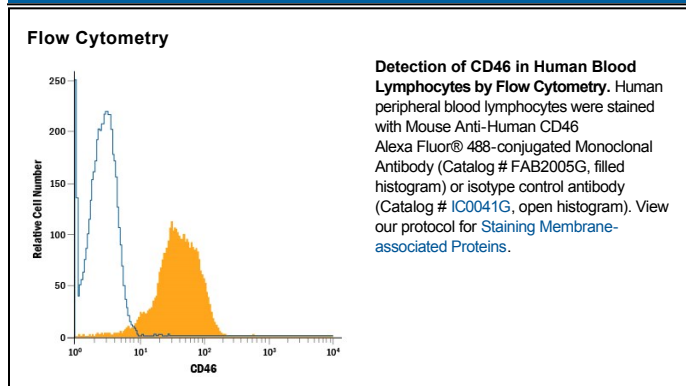 Flow Cytometry
250
200
150
100
50
0
Relative Cell Number
10⁰ 10¹ 10² 10³ 10⁴
CD46
Detection of CD46 in Human Blood
Lymphocytes by Flow Cytometry. Human
peripheral blood lymphocytes were stained
with Mouse Anti-Human CD46
Alexa Fluor® 488-conjugated Monoclonal
Antibody (Catalog # FAB2005G, filled
histogram) or isotype control antibody
(Catalog # IC0041G, open histogram). View
our protocol for Staining Membrane-
associated Proteins.